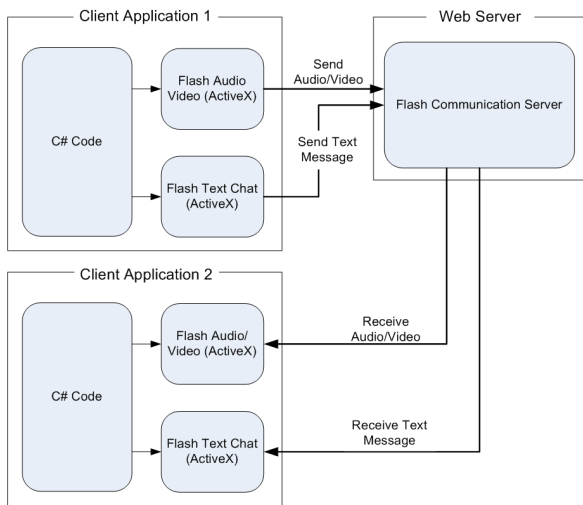 Client Application 1
Web Server
C# Code
Flash Audio
Video (ActiveX)
Flash Text Chat
(ActiveX)
Send
Audio/Video
Send Text
Message
Flash Communication Server
Client Application 2
C# Code
Flash Audio/
Video (ActiveX)
Flash Text Chat
(ActiveX)
Receive
Audio/Video
Receive Text
Message